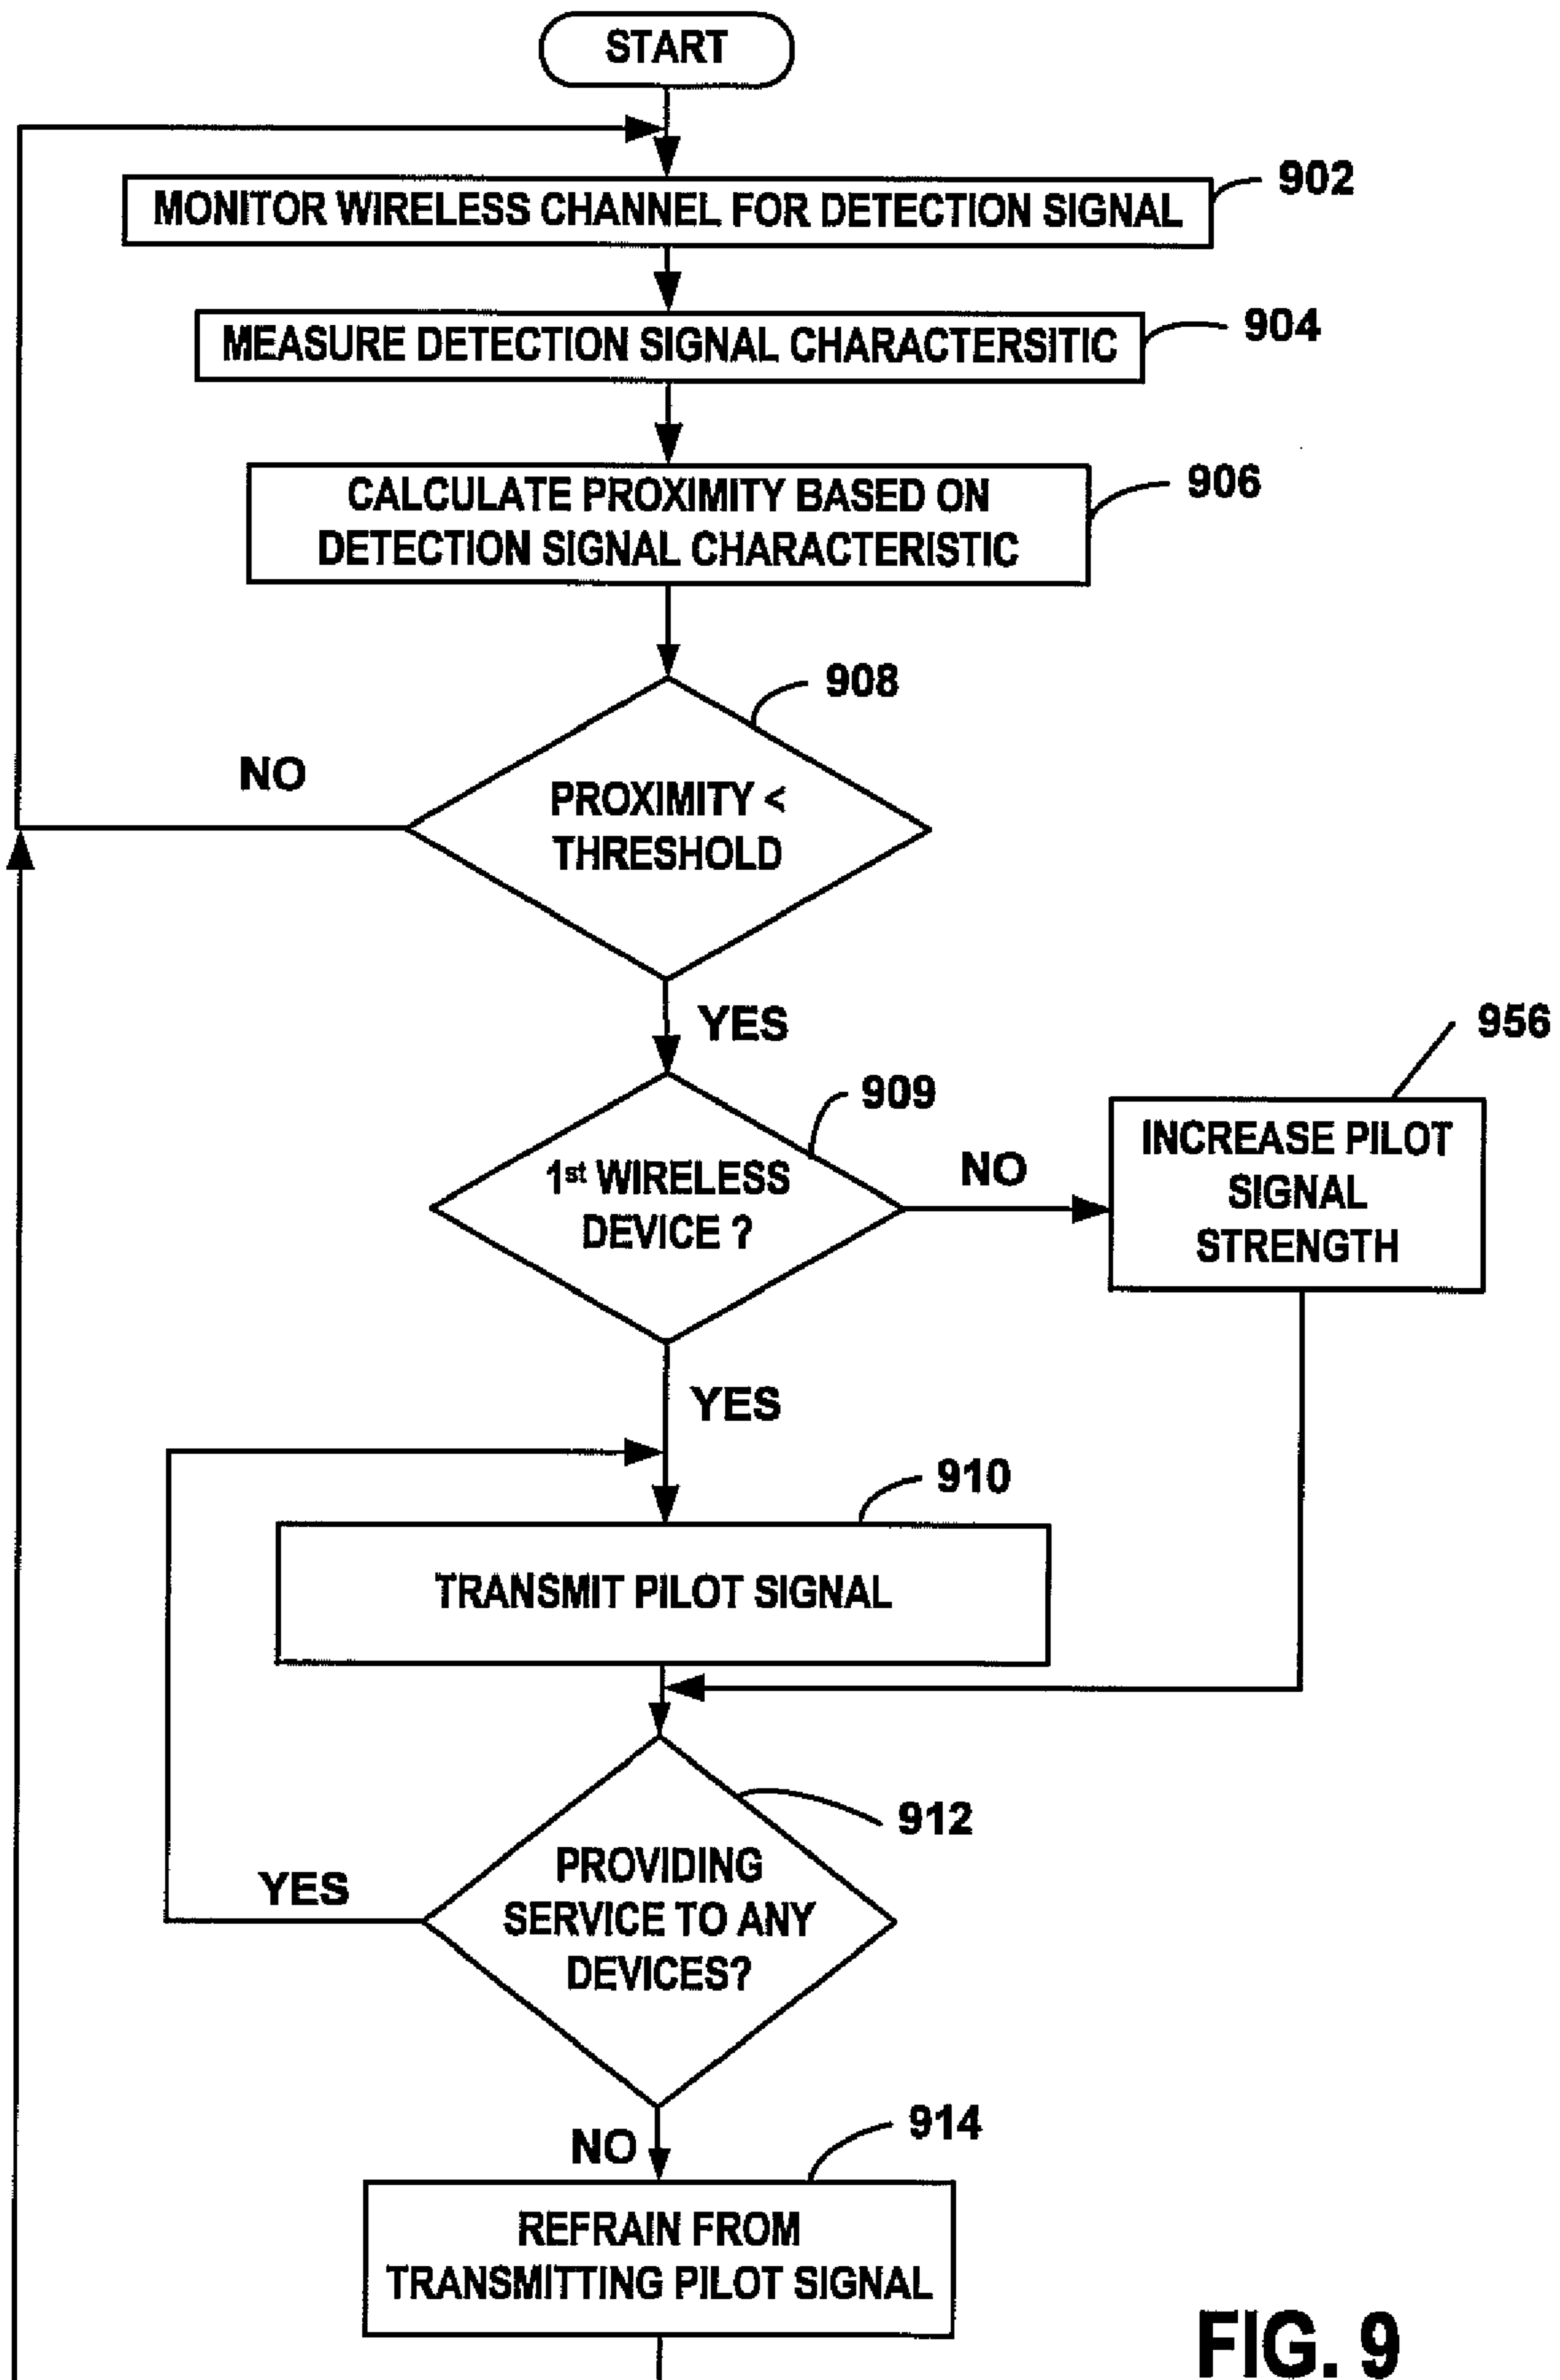 START
MONITOR WIRELESS CHANNEL FOR DETECTION SIGNAL
902
MEASURE DETECTION SIGNAL CHARACTERSITIC
904
CALCULATE PROXIMITY BASED ON
DETECTION SIGNAL CHARACTERISTIC
906
908
PROXIMITY <
THRESHOLD
NO
YES
909
1st WIRELESS
DEVICE ?
NO
956
INCREASE PILOT
SIGNAL
STRENGTH
YES
910
TRANSMIT PILOT SIGNAL
912
PROVIDING
SERVICE TO ANY
DEVICES?
YES
NO
914
REFRAIN FROM
TRANSMITTING PILOT SIGNAL
FIG. 9